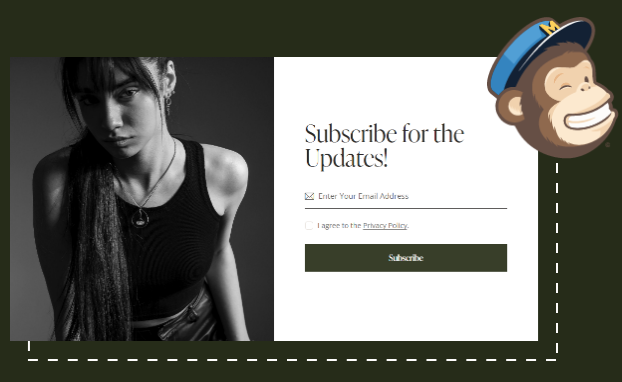 M
Subscribe for the
Updates!
Enter Your Email Address
I agree to the Privacy Policy.
Subscribe